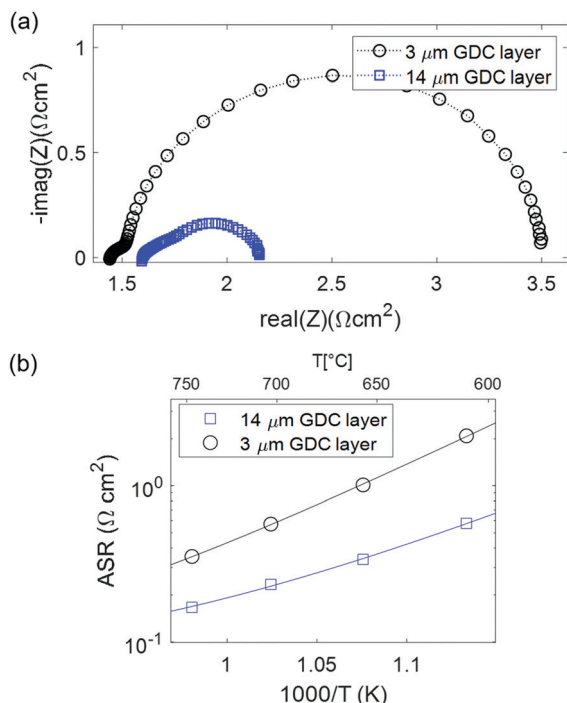 (a)
3 μm GDC layer
14 μm GDC layer
1
0.5
0
-imag(Z)(Ωcm²)
1.5 2 2.5 3 3.5
real(Z)(Ωcm²)
(b)
T[°C]
750 700 650 600
14 μm GDC layer
3 μm GDC layer
10⁰
10⁻¹
ASR (Ω cm²)
1 1.05 1.1
1000/T (K)